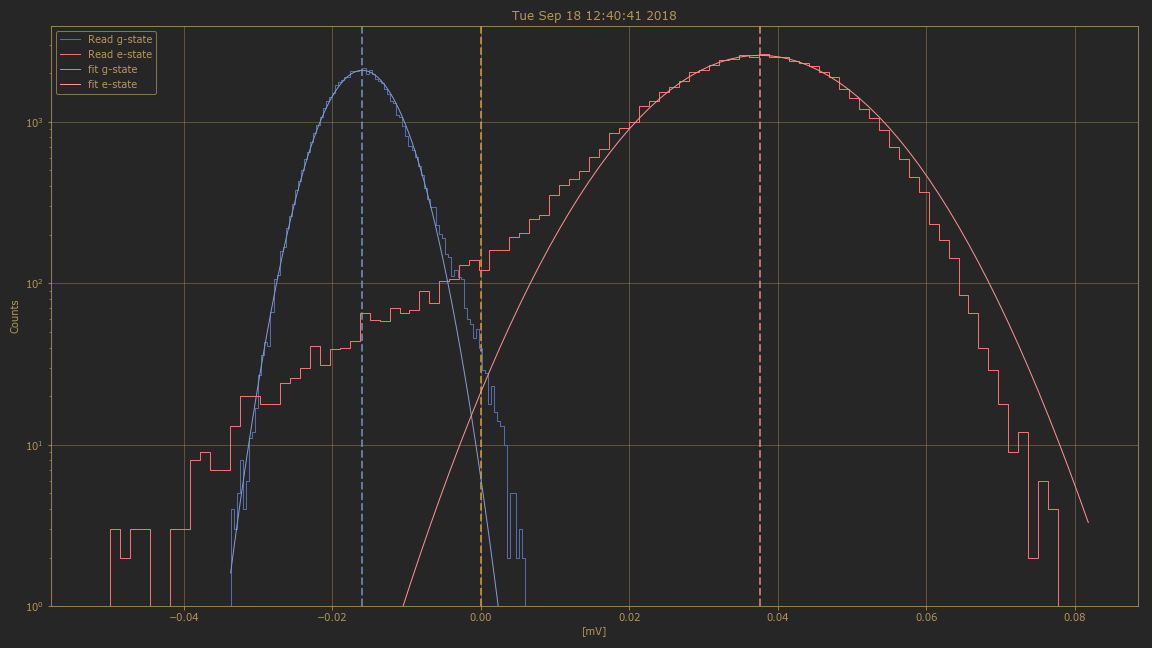 Tue Sep 18 12:40:41 2018
Read g-state
Read e-state
fit g-state
fit e-state
Counts
10³
10²
10¹
10⁰
−0.04 −0.02 0.00 0.02 0.04 0.06 0.08
[mV]